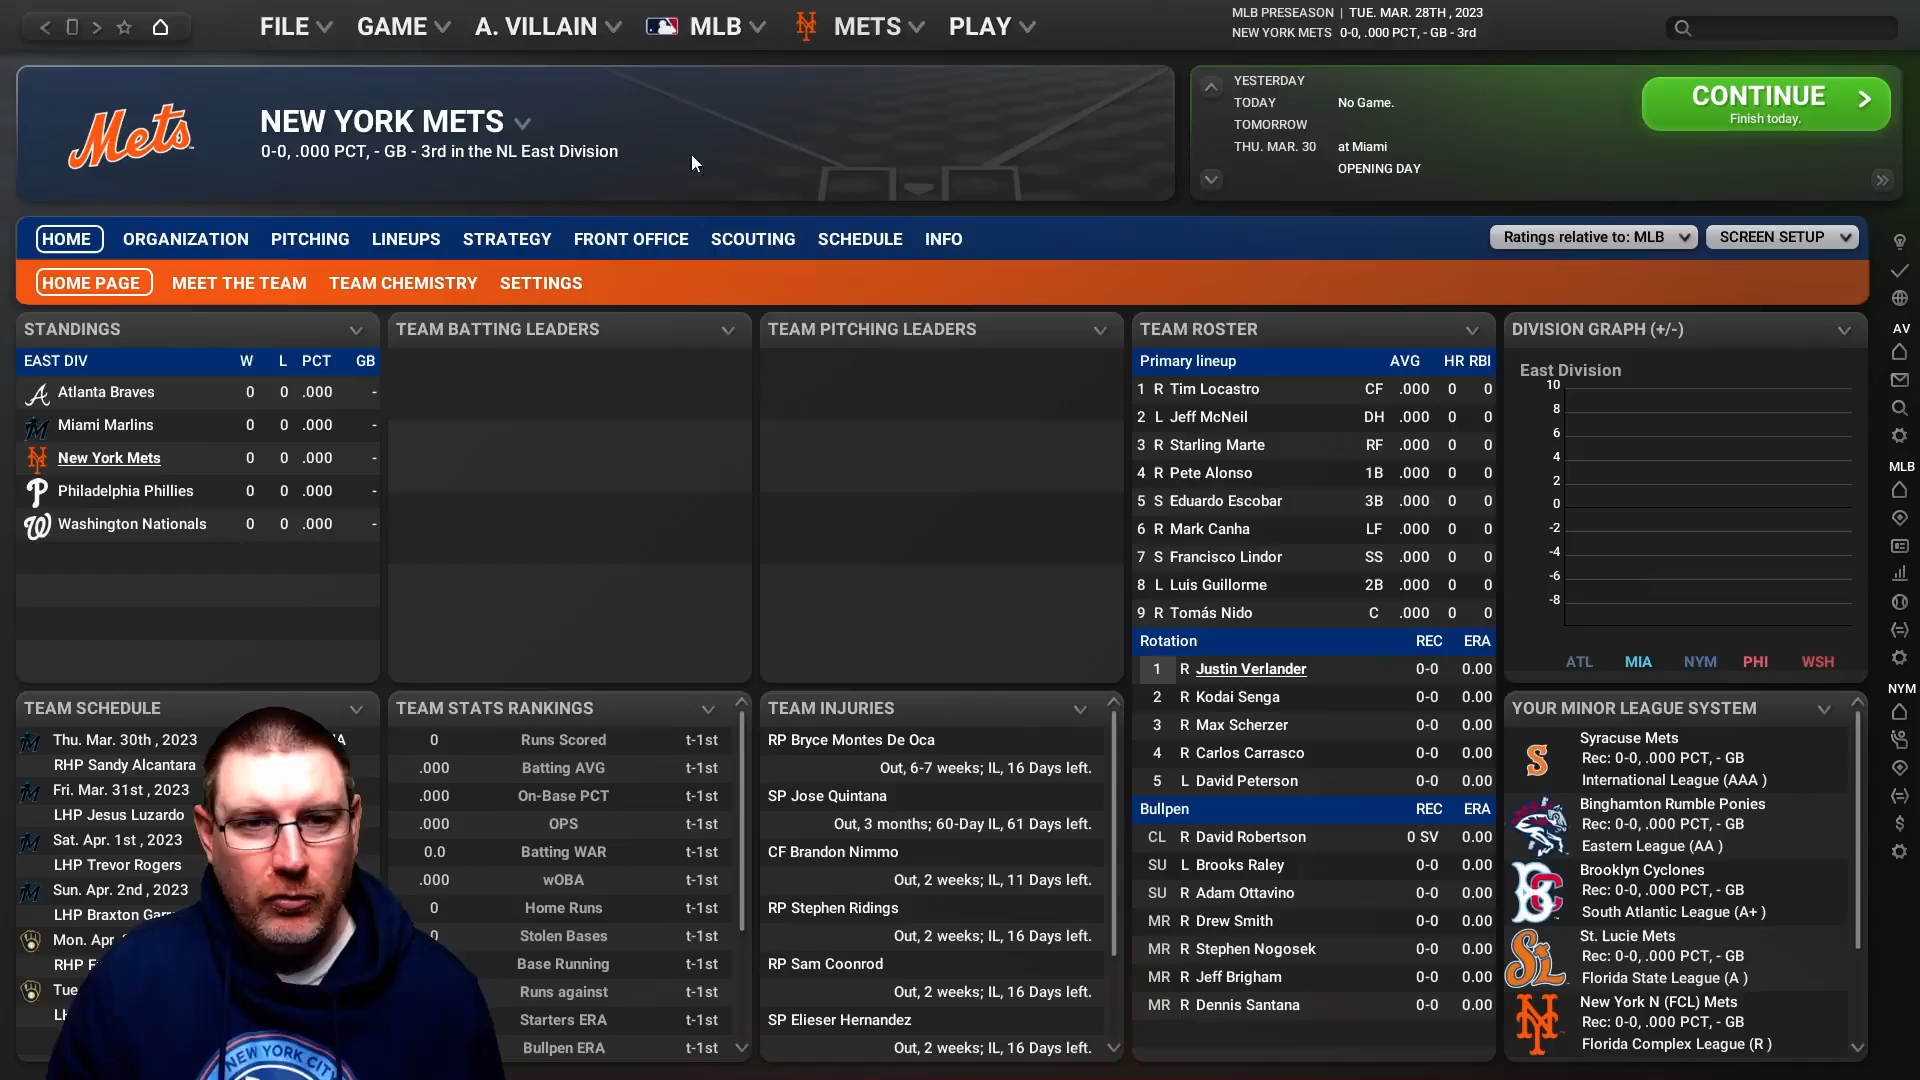 FILE GAME A. VILLAIN MLB METS PLAY
MLB PRESEASON | TUE. MAR. 28TH , 2023
NEW YORK METS 0-0, .000 PCT, - GB - 3rd
Mets
NEW YORK METS
0-0, .000 PCT, - GB - 3rd in the NL East Division
YESTERDAY
TODAY No Game.
TOMORROW
THU. MAR. 30 at Miami
OPENING DAY
CONTINUE
Finish today.
HOME ORGANIZATION PITCHING LINEUPS STRATEGY FRONT OFFICE SCOUTING SCHEDULE INFO
Ratings relative to: MLB SCREEN SETUP
HOME PAGE MEET THE TEAM TEAM CHEMISTRY SETTINGS
STANDINGS
EAST DIV W L PCT GB
Atlanta Braves 0 0 .000 -
Miami Marlins 0 0 .000 -
New York Mets 0 0 .000 -
Philadelphia Phillies 0 0 .000 -
Washington Nationals 0 0 .000 -
TEAM BATTING LEADERS
TEAM PITCHING LEADERS
TEAM ROSTER
Primary lineup AVG HR RBI
1 R Tim Locastro CF .000 0 0
2 L Jeff McNeil DH .000 0 0
3 R Starling Marte RF .000 0 0
4 R Pete Alonso 1B .000 0 0
5 S Eduardo Escobar 3B .000 0 0
6 R Mark Canha LF .000 0 0
7 S Francisco Lindor SS .000 0 0
8 L Luis Guillorme 2B .000 0 0
9 R Tomás Nido C .000 0 0
Rotation REC ERA
1 R Justin Verlander 0-0 0.00
2 R Kodai Senga 0-0 0.00
3 R Max Scherzer 0-0 0.00
4 R Carlos Carrasco 0-0 0.00
5 L David Peterson 0-0 0.00
Bullpen REC ERA
CL R David Robertson 0 SV 0.00
SU L Brooks Raley 0-0 0.00
SU R Adam Ottavino 0-0 0.00
MR R Drew Smith 0-0 0.00
MR R Stephen Nogosek 0-0 0.00
MR R Jeff Brigham 0-0 0.00
MR R Dennis Santana 0-0 0.00
DIVISION GRAPH (+/-)
East Division
10
8
6
4
2
0
-2
-4
-6
-8
ATL MIA NYM PHI WSH
AV
MLB
NYM
TEAM SCHEDULE
Thu. Mar. 30th , 2023
RHP Sandy Alcantara
Fri. Mar. 31st , 2023
LHP Jesus Luzardo
Sat. Apr. 1st , 2023
LHP Trevor Rogers
Sun. Apr. 2nd , 2023
LHP Braxton
Mon. Apr.
RHP
Tue
NEW YORK CITY
TEAM STATS RANKINGS
0 Runs Scored t-1st
.000 Batting AVG t-1st
.000 On-Base PCT t-1st
.000 OPS t-1st
0.0 Batting WAR t-1st
.000 wOBA t-1st
0 Home Runs t-1st
0 Stolen Bases t-1st
Base Running t-1st
Runs against t-1st
Starters ERA t-1st
Bullpen ERA t-1st
TEAM INJURIES
RP Bryce Montes De Oca
Out, 6-7 weeks; IL, 16 Days left.
SP Jose Quintana
Out, 3 months; 60-Day IL, 61 Days left.
CF Brandon Nimmo
Out, 2 weeks; IL, 11 Days left.
RP Stephen Ridings
Out, 2 weeks; IL, 16 Days left.
RP Sam Coonrod
Out, 2 weeks; IL, 16 Days left.
SP Elieser Hernandez
Out, 2 weeks; IL, 16 Days left.
YOUR MINOR LEAGUE SYSTEM
Syracuse Mets
Rec: 0-0, .000 PCT, - GB
International League (AAA )
Binghamton Rumble Ponies
Rec: 0-0, .000 PCT, - GB
Eastern League (AA )
Brooklyn Cyclones
Rec: 0-0, .000 PCT, - GB
South Atlantic League (A+ )
St. Lucie Mets
Rec: 0-0, .000 PCT, - GB
Florida State League (A )
New York N (FCL) Mets
Rec: 0-0, .000 PCT, - GB
Florida Complex League (R )